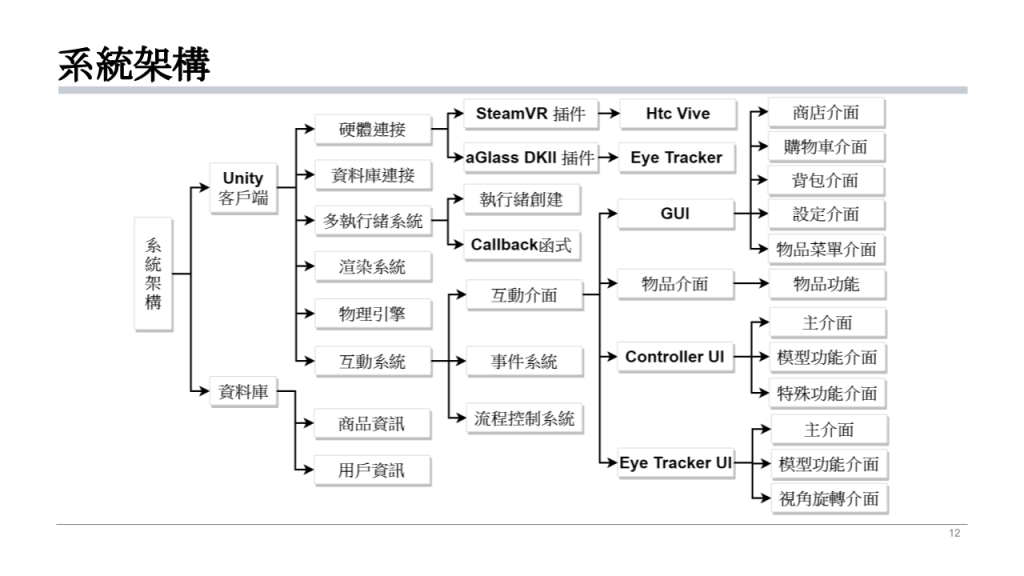 系統架構
系
統
架
構
Unity
客戶端
硬體連接
SteamVR 插件
Htc Vive
aGlass DKII 插件
Eye Tracker
資料庫連接
多執行緒系統
執行緒創建
Callback函式
渲染系統
物理引擎
互動系統
互動介面
GUI
商店介面
購物車介面
背包介面
設定介面
物品菜單介面
物品介面
物品功能
Controller UI
主介面
模型功能介面
特殊功能介面
Eye Tracker UI
主介面
模型功能介面
視角旋轉介面
事件系統
流程控制系統
資料庫
商品資訊
用戶資訊
12